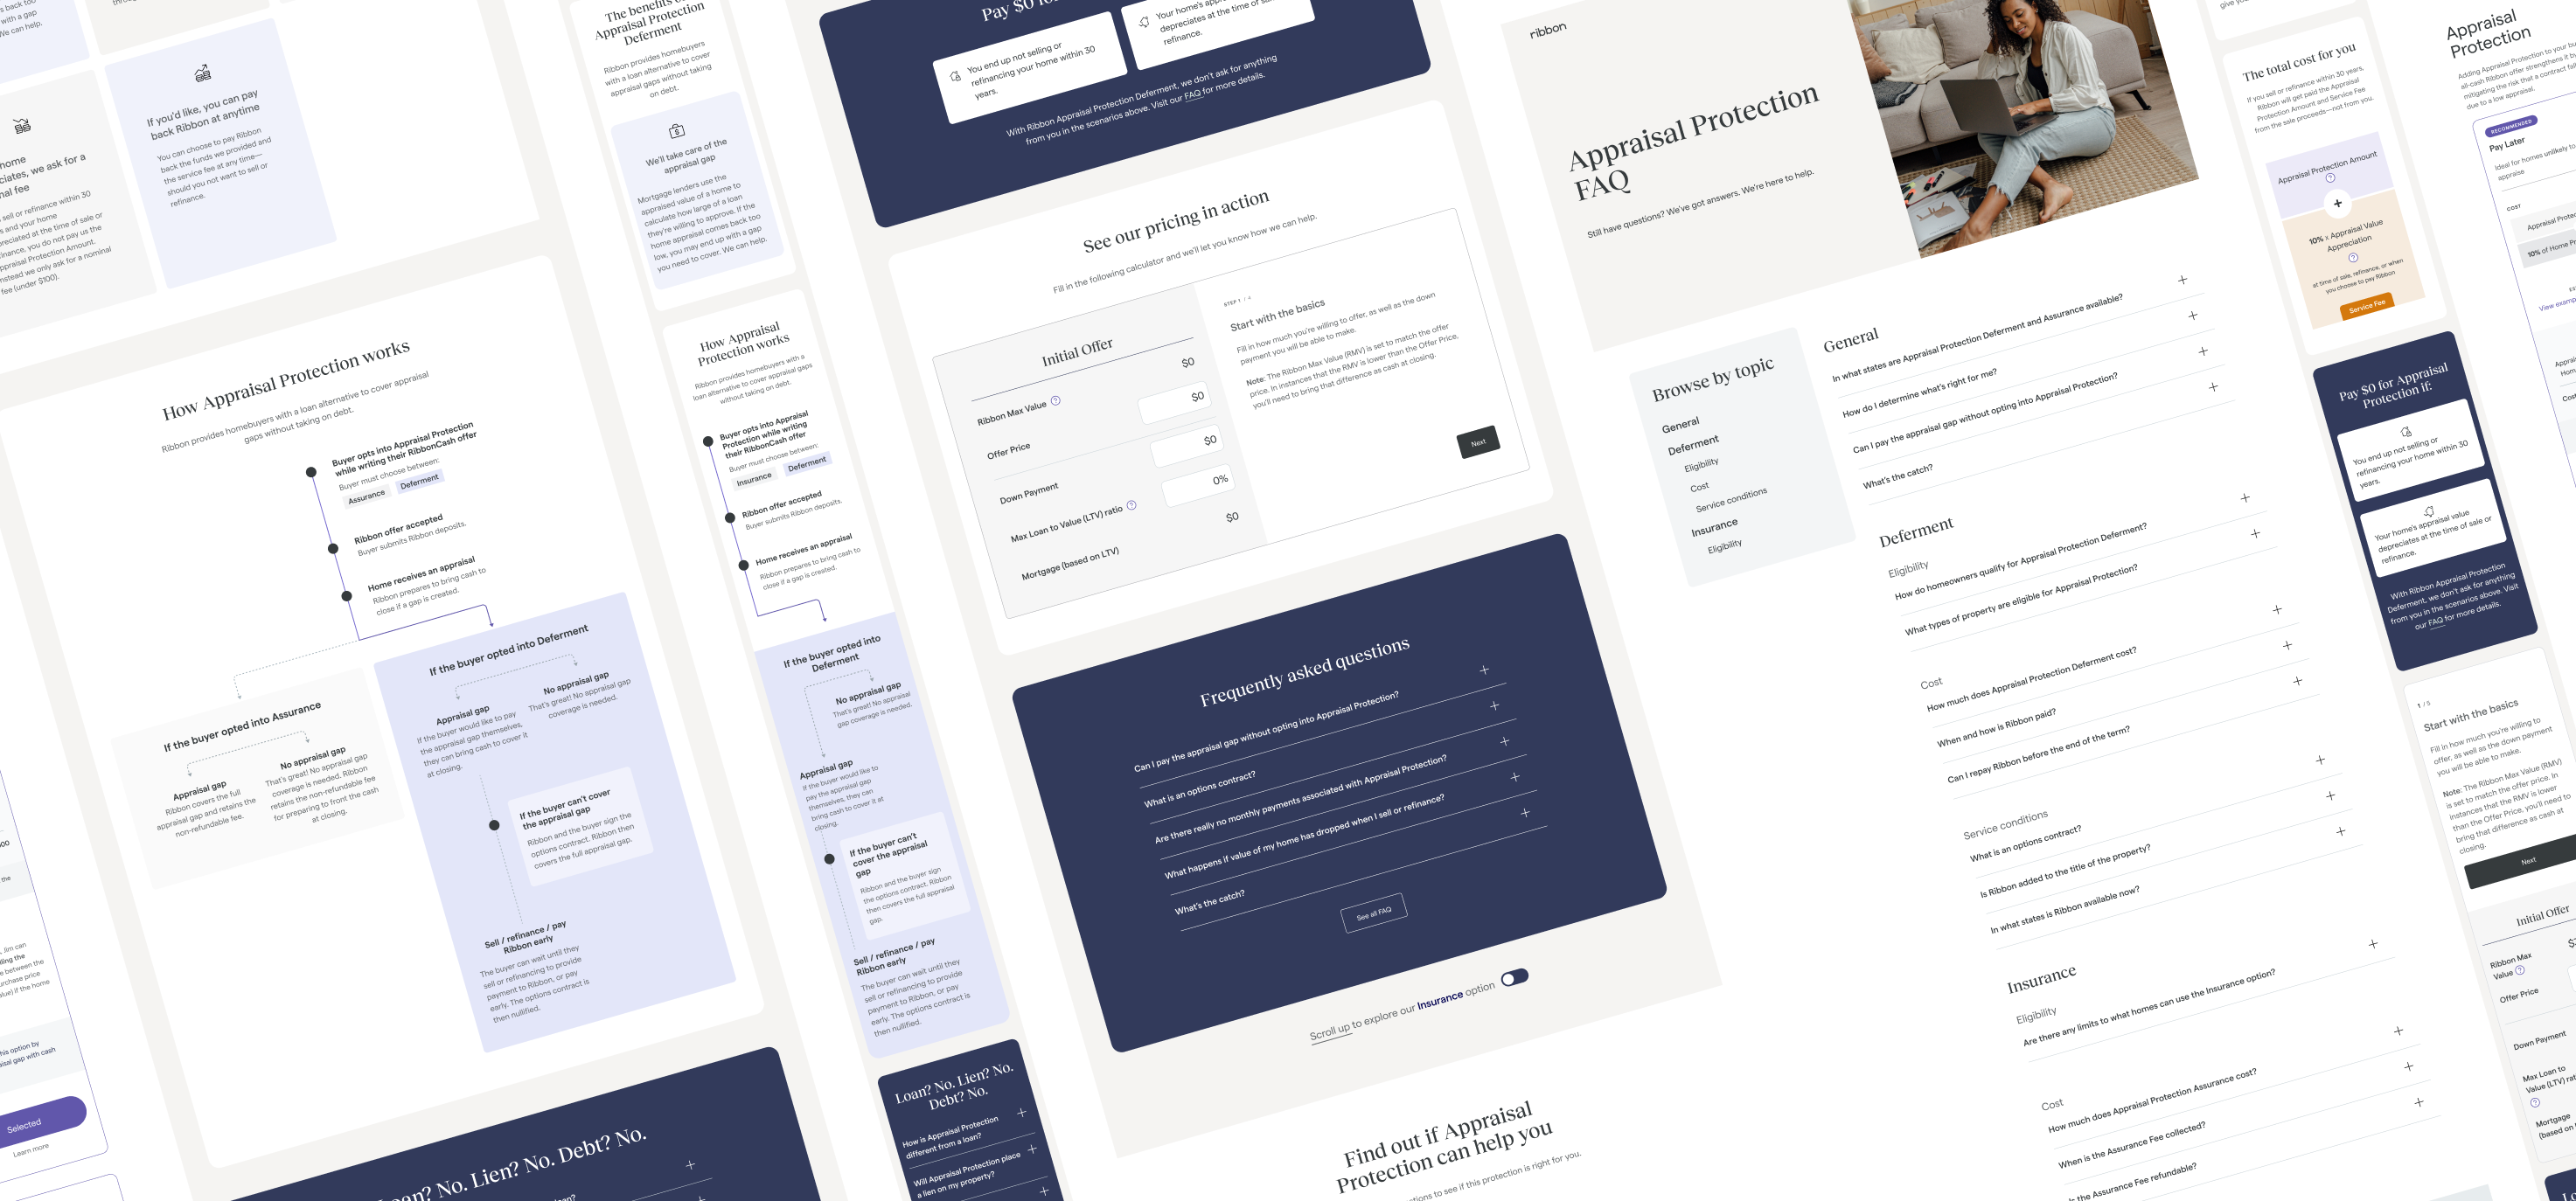 s back too
with a gap
We can help.
through
If you'd like, you can pay
back Ribbon at anytime
You can choose to pay Ribbon
back the funds we provided and
the service fee at any time—
should you not want to sell or
refinance.
home
ciates, we ask for a
nal fee
sell or refinance within 30
s and your home
preciated at the time of sale or
inance, you do not pay us the
ppraisal Protection Amount.
nstead we only ask for a nominal
fee (under $100).
How Appraisal Protection works
Ribbon provides homebuyers with a loan alternative to cover appraisal
gaps without taking on debt.
Buyer opts into Appraisal Protection
while writing their RibbonCash offer
Buyer must choose between:
Assurance
Deferment
Ribbon offer accepted
Buyer submits Ribbon deposits.
Home receives an appraisal
Ribbon prepares to bring cash to
close if a gap is created.
If the buyer opted into Assurance
Appraisal gap
Ribbon covers the full
appraisal gap and retains the
non-refundable fee.
No appraisal gap
That's great! No appraisal gap
coverage is needed. Ribbon
retains the non-refundable fee
for preparing to front the cash
at closing.
If the buyer opted into Deferment
Appraisal gap
If the buyer would like to pay
the appraisal gap themselves,
they can bring cash to cover it
at closing.
No appraisal gap
That's great! No appraisal gap
coverage is needed.
If the buyer can't cover
the appraisal gap
Ribbon and the buyer sign the
options contract. Ribbon then
covers the full appraisal gap.
Sell / refinance / pay
Ribbon early
The buyer can wait until they
sell or refinancing to provide
payment to Ribbon, or pay
early. The options contract is
then nullified.
00
the
, Jim can
ling the
e between the
urchase price
alue) if the home
his option by
isal gap with cash
Selected
Learn more
Loan? No. Lien? No. Debt? No.
The benefits of
Appraisal Protection
Deferment
Ribbon provides homebuyers
with a loan alternative to cover
appraisal gaps without taking
on debt.
We'll take care of the
appraisal gap
Mortgage lenders use the
appraised value of a home to
calculate how large of a loan
they're willing to approve. If the
home appraisal comes back too
low, you may end up with a gap
you need to cover. We can help.
How Appraisal
Protection works
Ribbon provides homebuyers with a
loan alternative to cover appraisal gaps
without taking on debt.
Buyer opts into Appraisal
Protection while writing
their RibbonCash offer
Buyer must choose between:
Insurance
Deferment
Ribbon offer accepted
Buyer submits Ribbon deposits.
Home receives an appraisal
Ribbon prepares to bring cash to
close if a gap is created.
If the buyer opted into
Deferment
No appraisal gap
That's great! No appraisal
gap coverage is needed.
Appraisal gap
If the buyer would like to
pay the appraisal gap
themselves, they can
bring cash to cover it at
closing.
If the buyer can't
cover the appraisal
gap
Ribbon and the buyer sign
the options contract. Ribbon
then covers the full appraisal
gap.
Sell / refinance / pay
Ribbon early
The buyer can wait until they
sell or refinancing to provide
payment to Ribbon, or pay
early. The options contract is
then nullified.
Loan? No. Lien? No.
Debt? No.
How is Appraisal Protection
different from a loan?
Will Appraisal Protection place
a lien on my property?
Pay $0 for
You end up not selling or
refinancing your home within 30
years.
Your home's appr
depreciates at the time of sale
refinance.
With Ribbon Appraisal Protection Deferment, we don't ask for anything
from you in the scenarios above. Visit our FAQ for more details.
See our pricing in action
Fill in the following calculator and we'll let you know how we can help.
Initial Offer
Ribbon Max Value
$0
Offer Price
$0
Down Payment
$0
Max Loan to Value (LTV) ratio
0%
Mortgage (based on LTV)
$0
STEP 1 / 4
Start with the basics
Fill in how much you're willing to offer, as well as the down
payment you will be able to make.
Note: The Ribbon Max Value (RMV) is set to match the offer
price. In instances that the RMV is lower than the Offer Price,
you'll need to bring that difference as cash at closing.
Next
Frequently asked questions
Can I pay the appraisal gap without opting into Appraisal Protection?
What is an options contract?
Are there really no monthly payments associated with Appraisal Protection?
What happens if value of my home has dropped when I sell or refinance?
What's the catch?
See all FAQ
Scroll up to explore our Insurance option
Find out if Appraisal
Protection can help you
tions to see if this protection is right for you.
ribbon
Appraisal Protection
FAQ
Still have questions? We've got answers. We're here to help.
Browse by topic
General
Deferment
Eligibility
Cost
Service conditions
Insurance
Eligibility
General
In what states are Appraisal Protection Deferment and Assurance available?
How do I determine what's right for me?
Can I pay the appraisal gap without opting into Appraisal Protection?
What's the catch?
Deferment
Eligibility
How do homeowners qualify for Appraisal Protection Deferment?
What types of property are eligible for Appraisal Protection?
Cost
How much does Appraisal Protection Deferment cost?
When and how is Ribbon paid?
Can I repay Ribbon before the end of the term?
Service conditions
What is an options contract?
Is Ribbon added to the title of the property?
In what states is Ribbon available now?
Insurance
Eligibility
Are there any limits to what homes can use the Insurance option?
Cost
How much does Appraisal Protection Assurance cost?
When is the Assurance Fee collected?
Is the Assurance Fee refundable?
give you
The total cost for you
If you sell or refinance within 30 years,
Ribbon will get paid the Appraisal
Protection Amount and Service Fee
from the sale proceeds—not from you.
Appraisal Protection Amount
+
10% x Appraisal Value
Appreciation
at time of sale, refinance, or when
you choose to pay Ribbon
Service Fee
Pay $0 for Appraisal
Protection if:
You end up not selling or
refinancing your home within 30
years.
Your home's appraisal value
depreciates at the time of sale or
refinance.
With Ribbon Appraisal Protection
Deferment, we don't ask for anything
from you in the scenarios above. Visit
our FAQ for more details.
1 / 5
Start with the basics
Fill in how much you're willing to
offer, as well as the down payment
you will be able to make.
Note: The Ribbon Max Value (RMV)
is set to match the offer price. In
instances that the RMV is lower
than the Offer Price, you'll need to
bring that difference as cash at
closing.
Next
Initial Offer
Ribbon Max
Value
Offer Price
Down Payment
Max Loan to
Value (LTV) rat
Mortgage
(based on
Appraisal
Protection
Adding Appraisal Protection to your bu
all-cash Ribbon offer strengthens it by
mitigating the risk that a contract fall
due to a low appraisal.
RECOMMENDED
Pay Later
Ideal for homes unlikely to
appraise
COST
Appraisal Protec
10% of Home Pr
View examp
Apprai
Hom
Cos